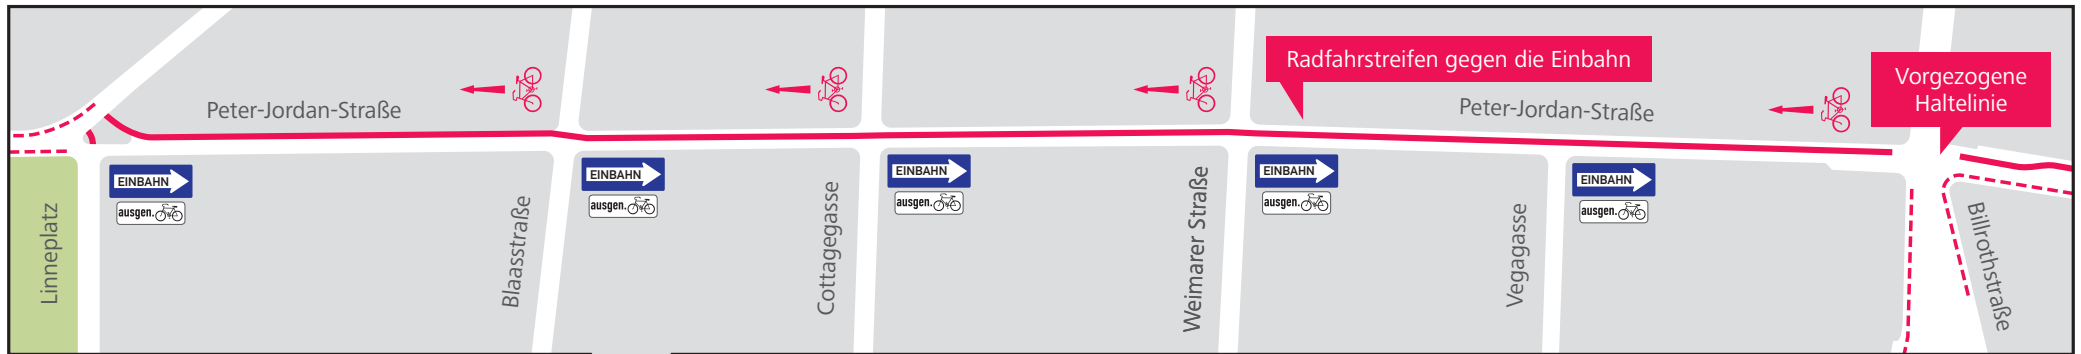 Radfahrstreifen gegen die Einbahn
Vorgezogene
Haltelinie
Peter-Jordan-Straße
Peter-Jordan-Straße
EINBAHN
ausgen.
EINBAHN
ausgen.
EINBAHN
ausgen.
EINBAHN
ausgen.
EINBAHN
ausgen.
Linneplatz
Blaasstraße
Cottagegasse
Weimarer Straße
Vegagasse
Billrothstraße